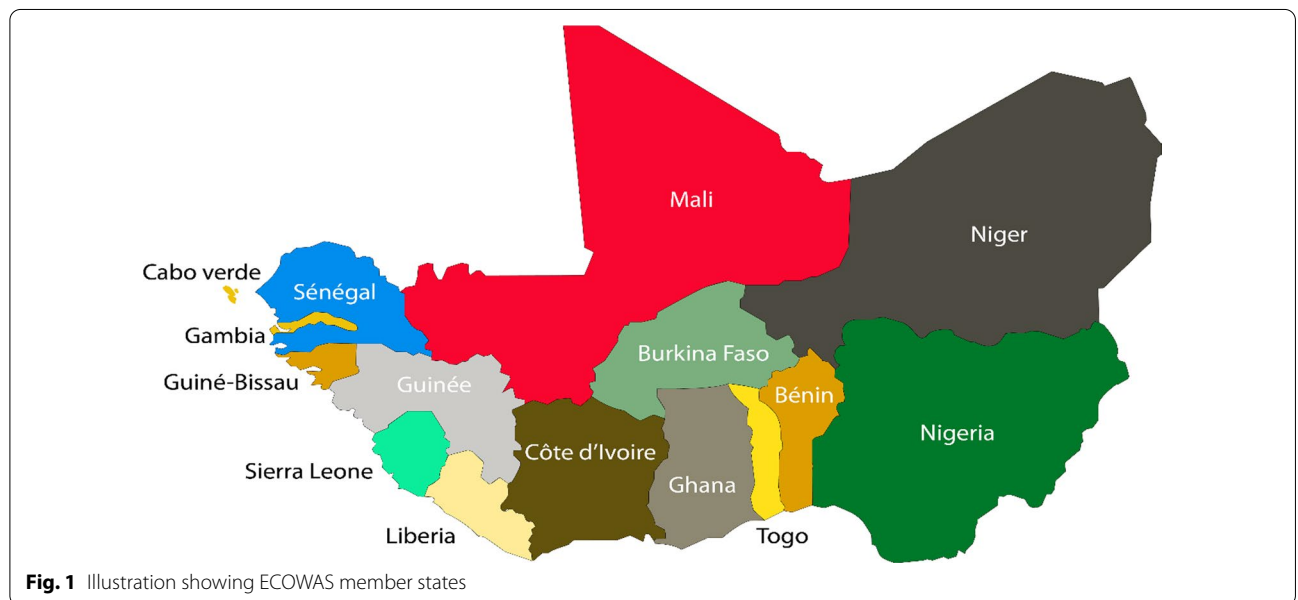 Mali
Niger
Cabo verde
Sénégal
Gambia
Burkina Faso
Guiné-Bissau
Guinée
Bénin
Nigeria
Côte d'Ivoire
Sierra Leone
Ghana
Liberia
Togo
Fig. 1 Illustration showing ECOWAS member states